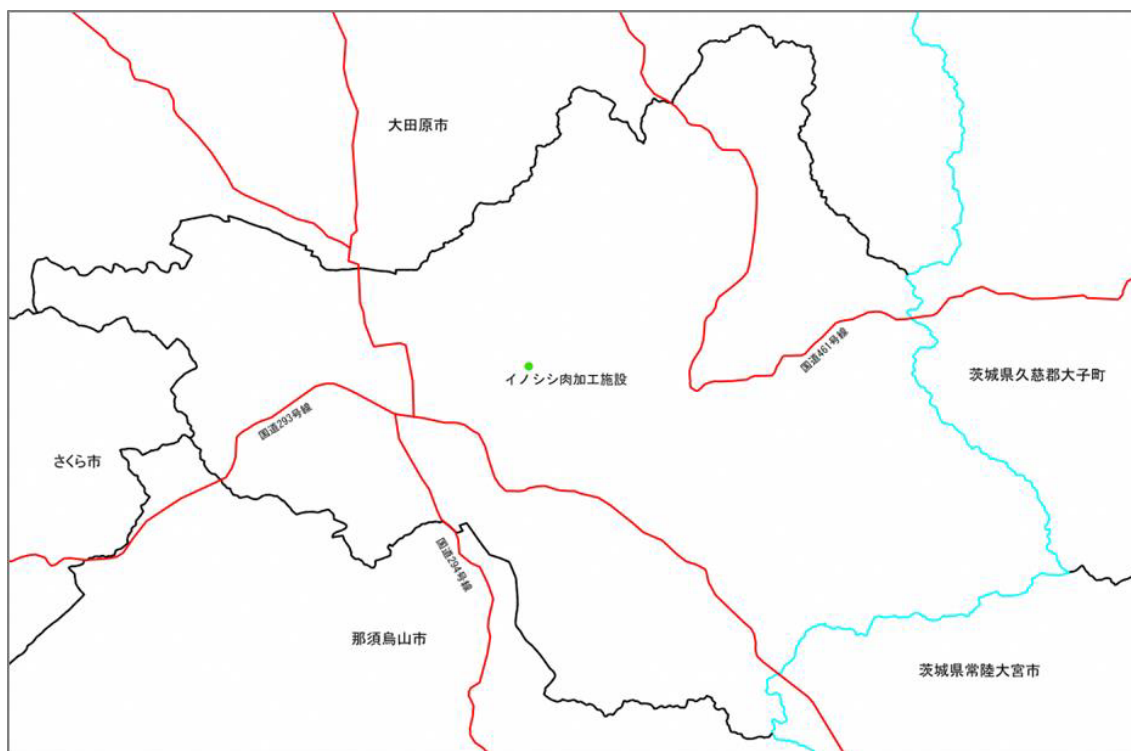 大田原市
国道461号線
イノシシ肉加工施設
茨城県久慈郡大子町
国道293号線
さくら市
国道294号線
那須烏山市
茨城県常陸大宮市